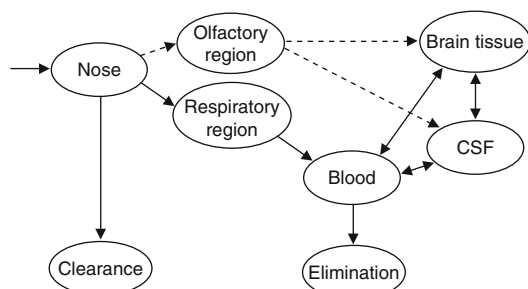 Olfactory
region
Brain tissue
Nose
Respiratory
region
CSF
Blood
Clearance
Elimination